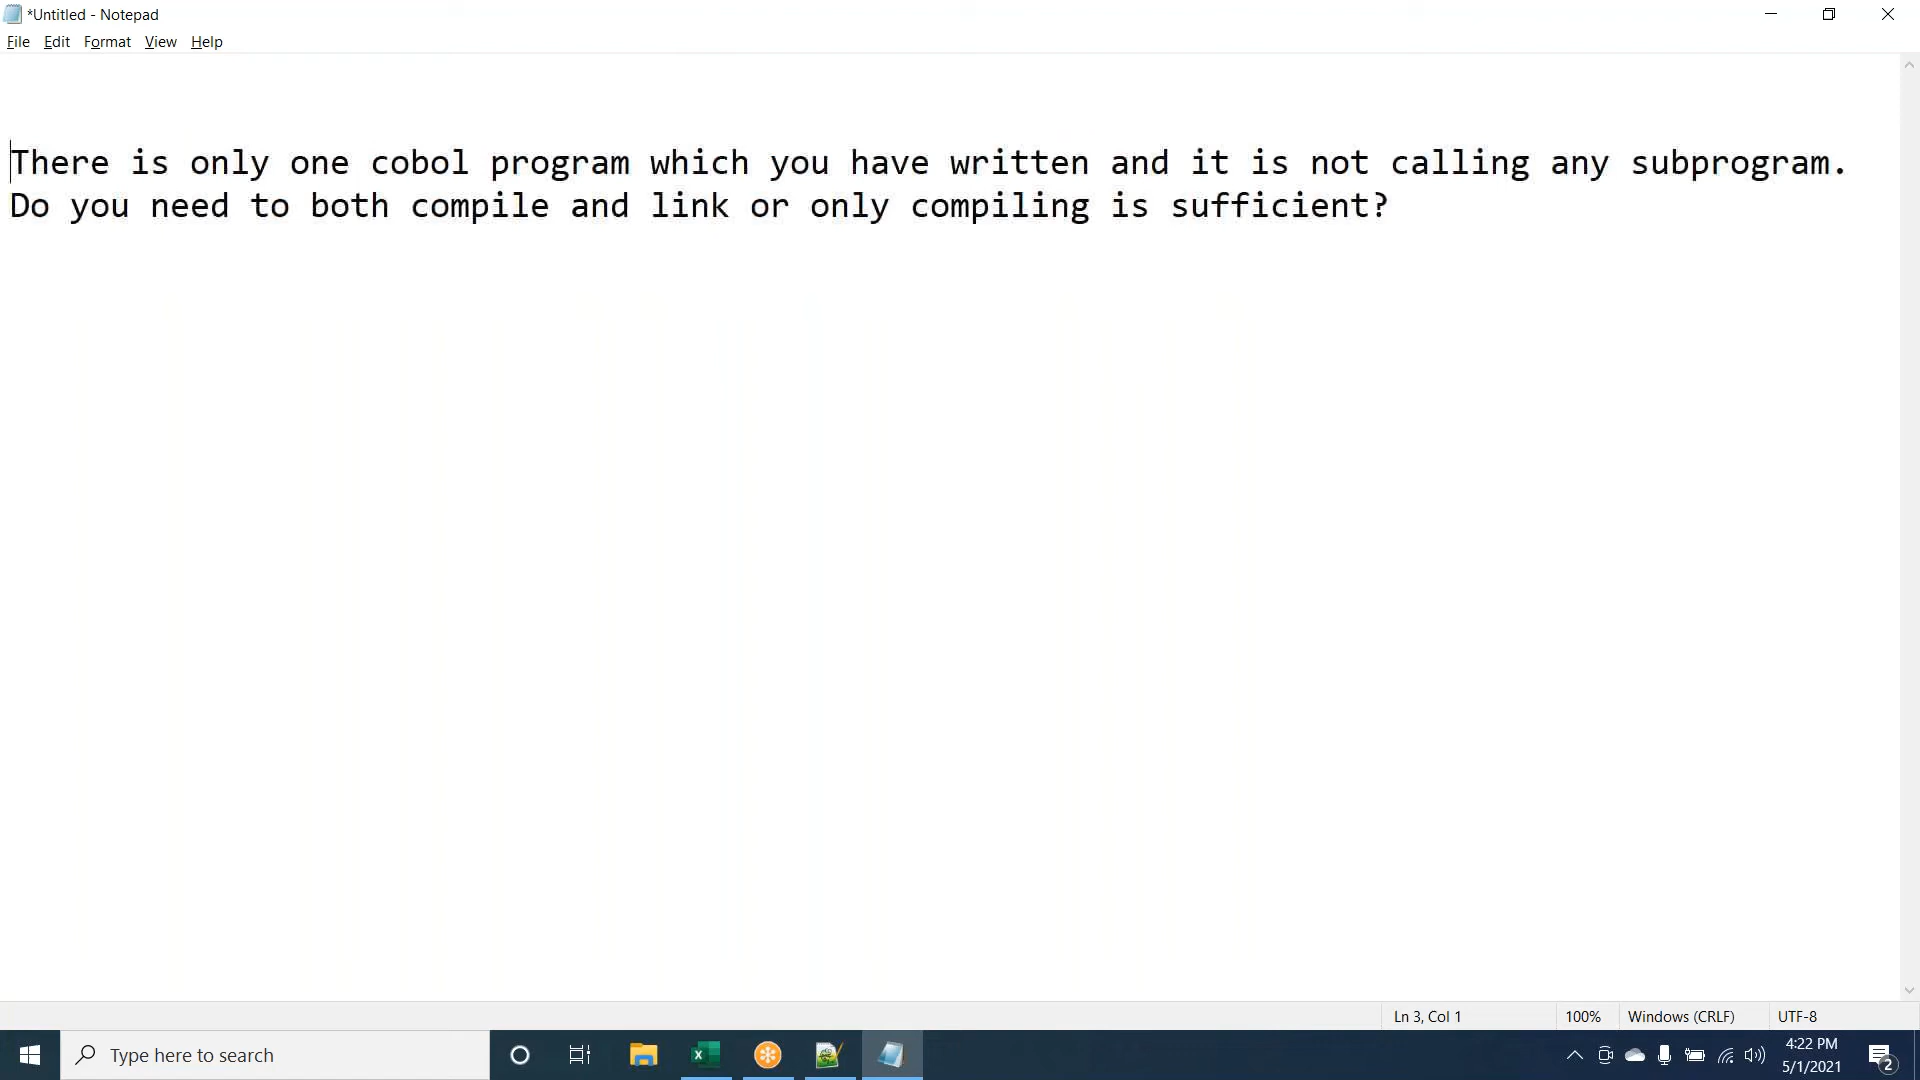 *Untitled - Notepad
File Edit Format View Help
There is only one cobol program which you have written and it is not calling any subprogram.
Do you need to both compile and link or only compiling is sufficient?
Ln 3, Col 1 100% Windows (CRLF) UTF-8
Type here to search
4:22 PM
5/1/2021
2